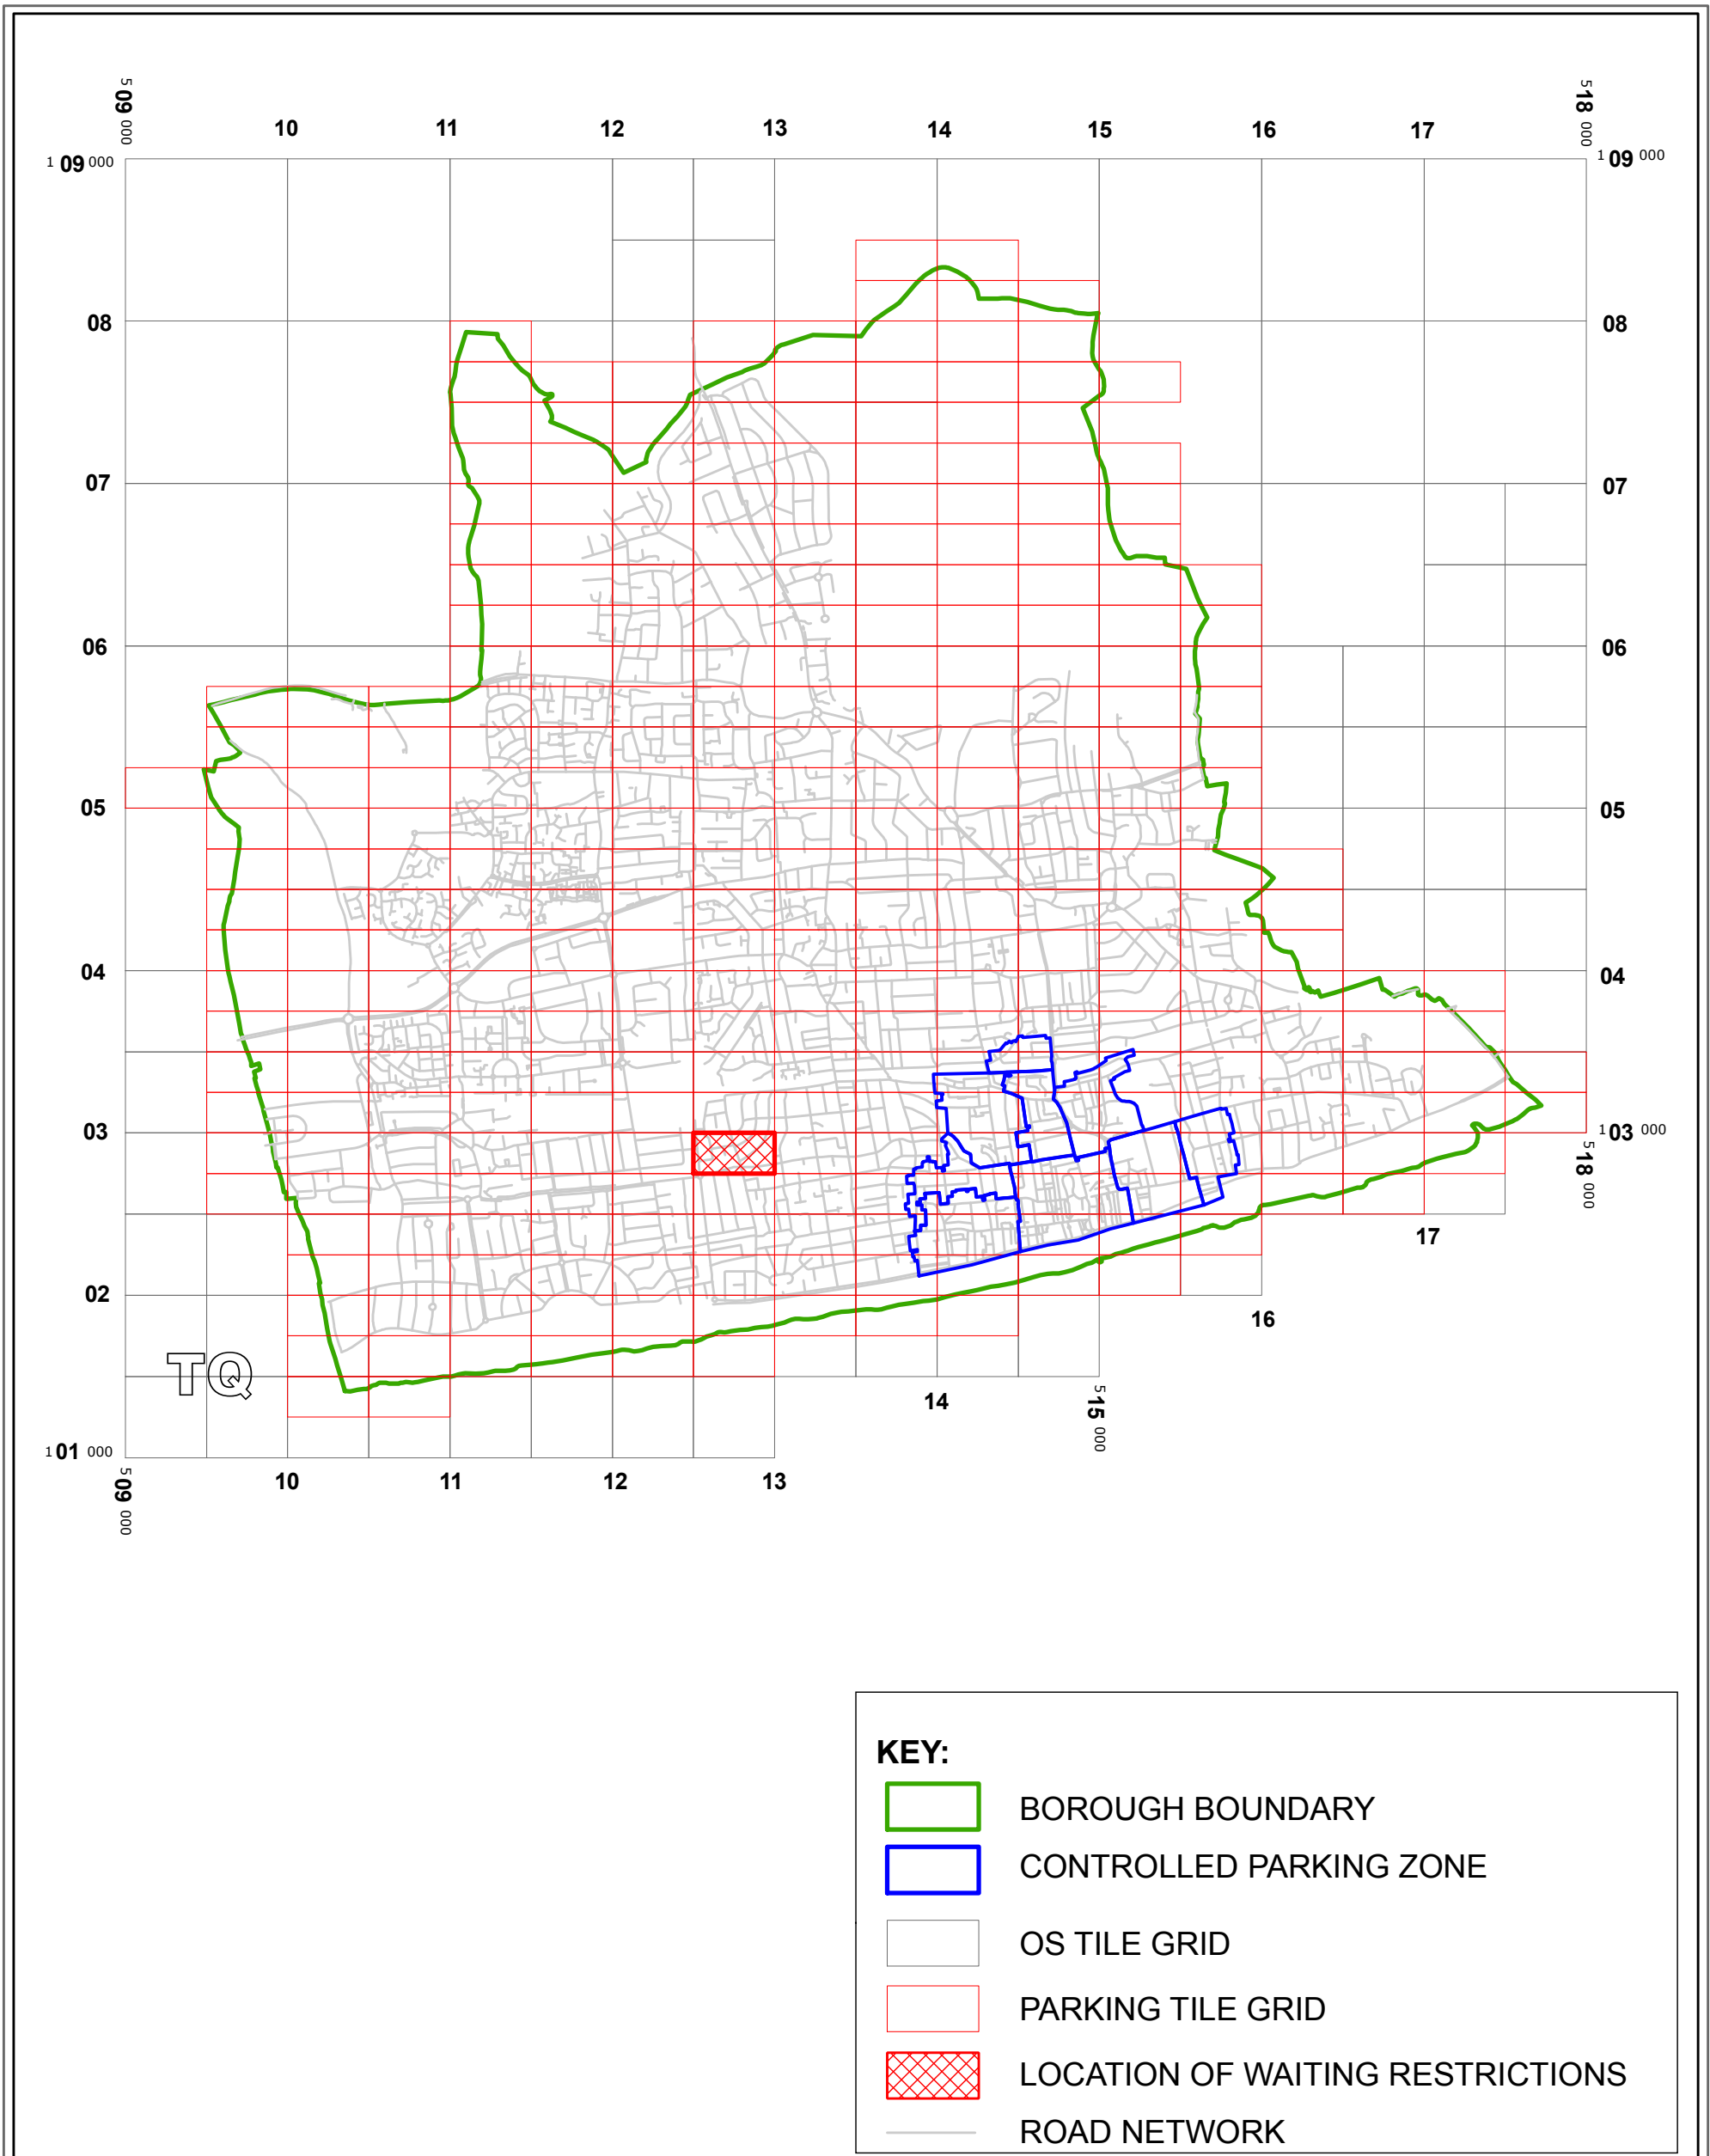 5 09 000
10 11 12 13 14 15 16 17
5 18 000
1 09 000
1 09 000
08 08
07 07
06 06
05 05
04 04
03
1 03 000
5 18 000
17
02
16
TQ
14
5 15 000
1 01 000
5 09 000
10 11 12 13
KEY:
BOROUGH BOUNDARY
CONTROLLED PARKING ZONE
OS TILE GRID
PARKING TILE GRID
LOCATION OF WAITING RESTRICTIONS
ROAD NETWORK